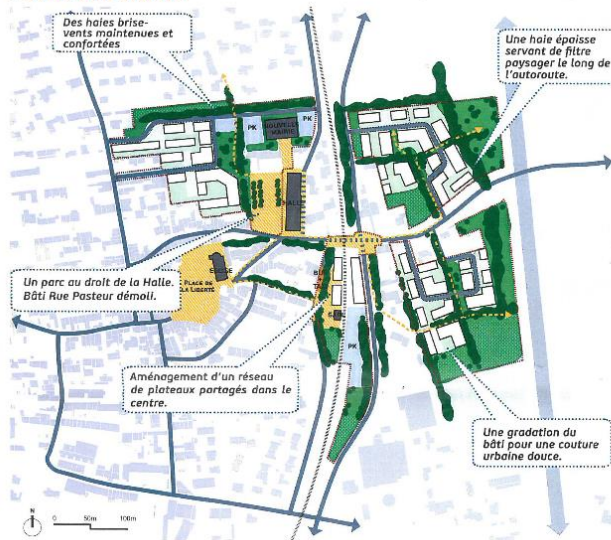 Des haies brise-
vents maintenues et
confortées
Une haie épaisse
servant de filtre
paysager le long de
l'autoroute.
PK
NOUVELLE
MAIRIE
PK
HALLE
Un parc au droit de la Halle.
Bâti Rue Pasteur démoli.
EGLISE
PLACE DE
LA LIBERTÉ
PK
Aménagement d'un réseau
de plateaux partagés dans le
centre.
Une gradation du
bâti pour une couture
urbaine douce.
N
0
50m
100m